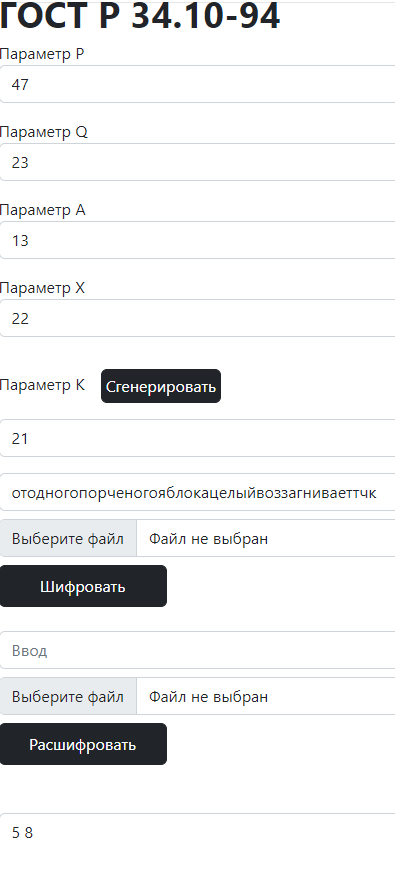 ГОСТ Р 34.10-94
Параметр P
47
Параметр Q
23
Параметр A
13
Параметр X
22
Параметр К Сгенерировать
21
отодногопорченогояблокацелыйвоззагниваеттчк
Выберите файл Файл не выбран
Шифровать
Ввод
Выберите файл Файл не выбран
Расшифровать
5 8